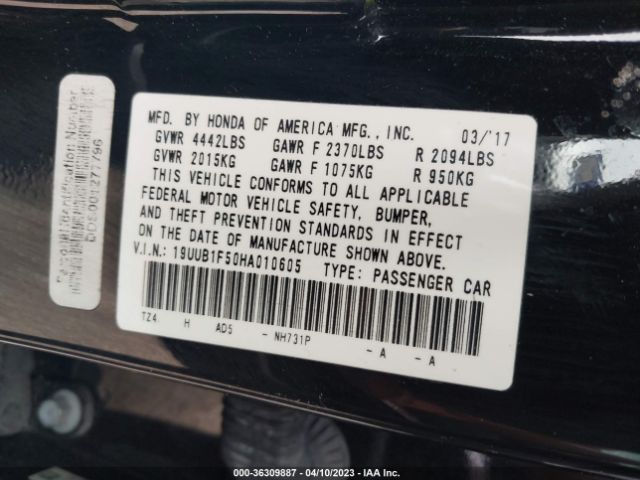 MFD. BY HONDA OF AMERICA MFG., INC. 03/'17
GVWR 4442LBS GAWR F 2370LBS R 2094LBS
GVWR 2015KG GAWR F 1075KG R 950KG
THIS VEHICLE CONFORMS TO ALL APPLICABLE
FEDERAL MOTOR VEHICLE SAFETY, BUMPER,
AND THEFT PREVENTION STANDARDS IN EFFECT
ON THE DATE OF MANUFACTURE SHOWN ABOVE.
V.I.N.: 19UUB1F50HA010605 TYPE: PASSENGER CAR
TZ4 H AD5 - NH731P - A - A
Identification Number
000-36309887 - 04/10/2023 - IAA Inc.